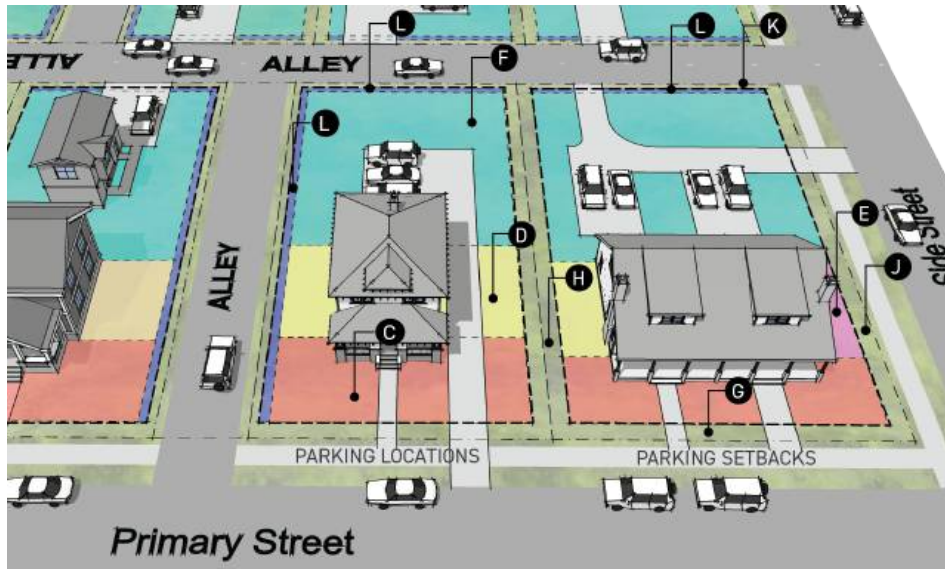 L
L
K
ALLEY
ALLEY
F
L
E
D
Side Street
J
H
ALLEY
C
G
PARKING LOCATIONS
PARKING SETBACKS
Primary Street